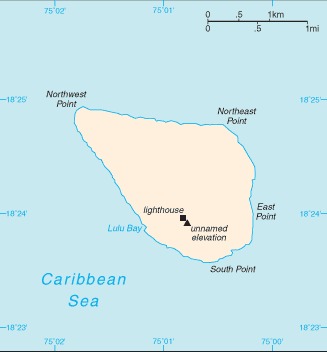 75°02'
75°01'
75°00'
0 .5 1km
0 .5 1mi
18°25'
18°25'
Northwest
Point
Northeast
Point
lighthouse
East
Point
18°24'
18°24'
Lulu Bay
unnamed
elevation
South Point
Caribbean
Sea
18°23'
18°23'
75°02'
75°01'
75°00'